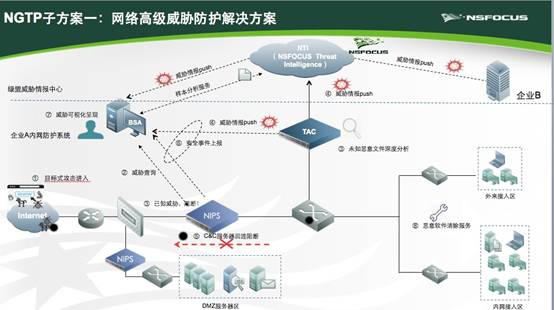 NGTP子方案一：网络高级威胁防护解决方案
NSFOCUS
NTI
（NSFOCUS Threat
Intelligence）
NSFOCUS
威胁情报push
威胁情报push
样本分析服务
绿盟威胁情报中心
④ 威胁情报push
企业B
⑦ 威胁可视化呈现
BSA
④ 威胁情报push
TAC
企业A内网防护系统
⑥ 安全事件上报
③ 未知恶意文件深度分析
① 目标式攻击进入
② 威胁查询
外来接入区
③ 已知威胁，阻断！
Internet
NIPS
⑧ 恶意软件清除服务
⑤ C&C服务器回连阻断
NIPS
DMZ服务器区
内网接入区